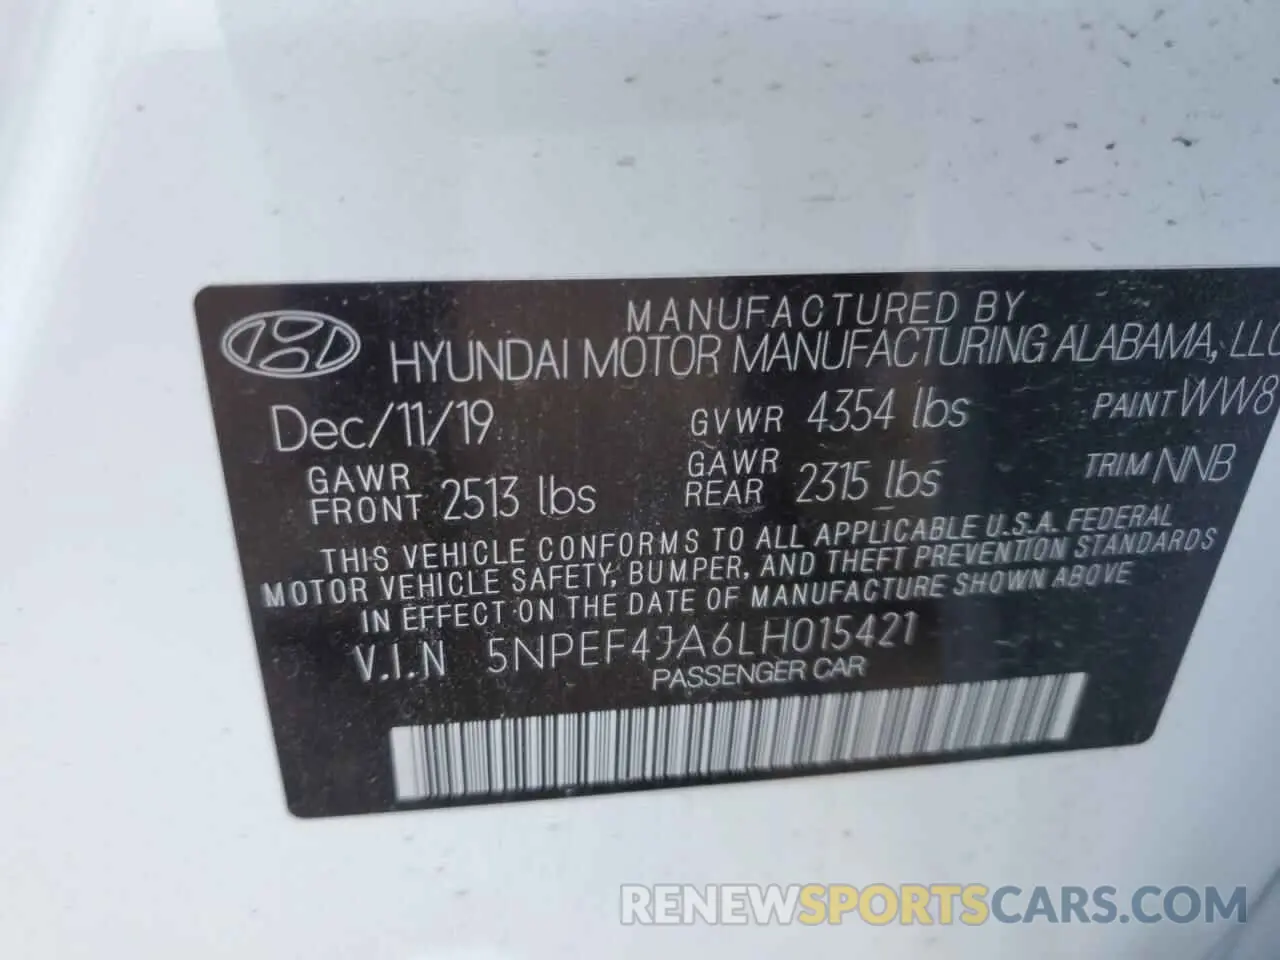 MANUFACTURED BY
HYUNDAI MOTOR MANUFACTURING ALABAMA, LLC
Dec/11/19 GVWR 4354 lbs PAINT WW8
GAWR FRONT 2513 lbs GAWR REAR 2315 lbs TRIM NNB
THIS VEHICLE CONFORMS TO ALL APPLICABLE U.S.A. FEDERAL
MOTOR VEHICLE SAFETY, BUMPER, AND THEFT PREVENTION STANDARDS
IN EFFECT ON THE DATE OF MANUFACTURE SHOWN ABOVE
V.I.N 5NPEF4JA6LH015421
PASSENGER CAR
RENEWSPORTSCARS.COM